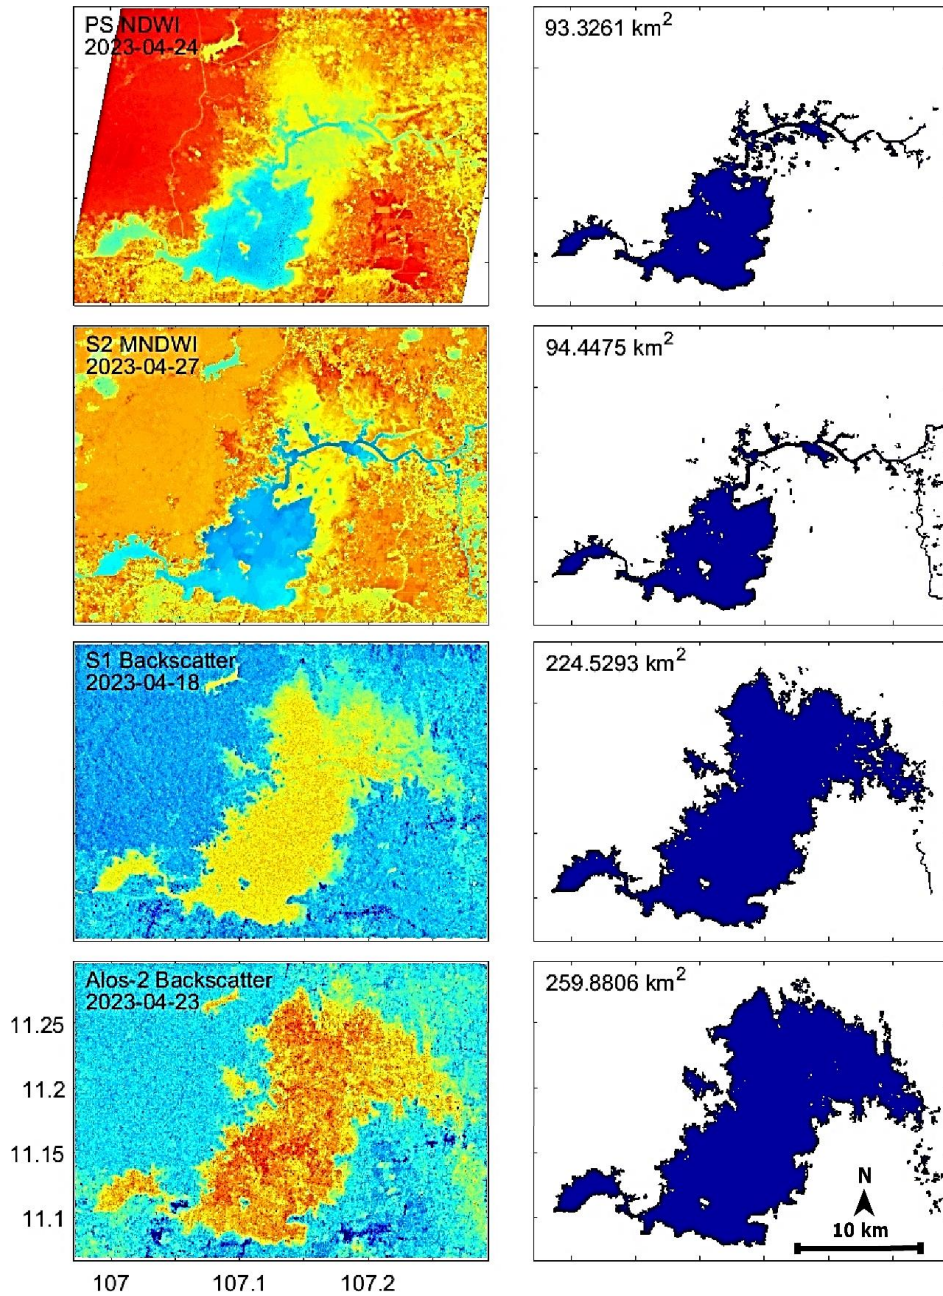 PS NDWI
2023-04-24
93.3261 km²
S2 MNDWI
2023-04-27
94.4475 km²
S1 Backscatter
2023-04-18
224.5293 km²
Alos-2 Backscatter
2023-04-23
259.8806 km²
11.25
11.2
11.15
11.1
N
10 km
107
107.1
107.2